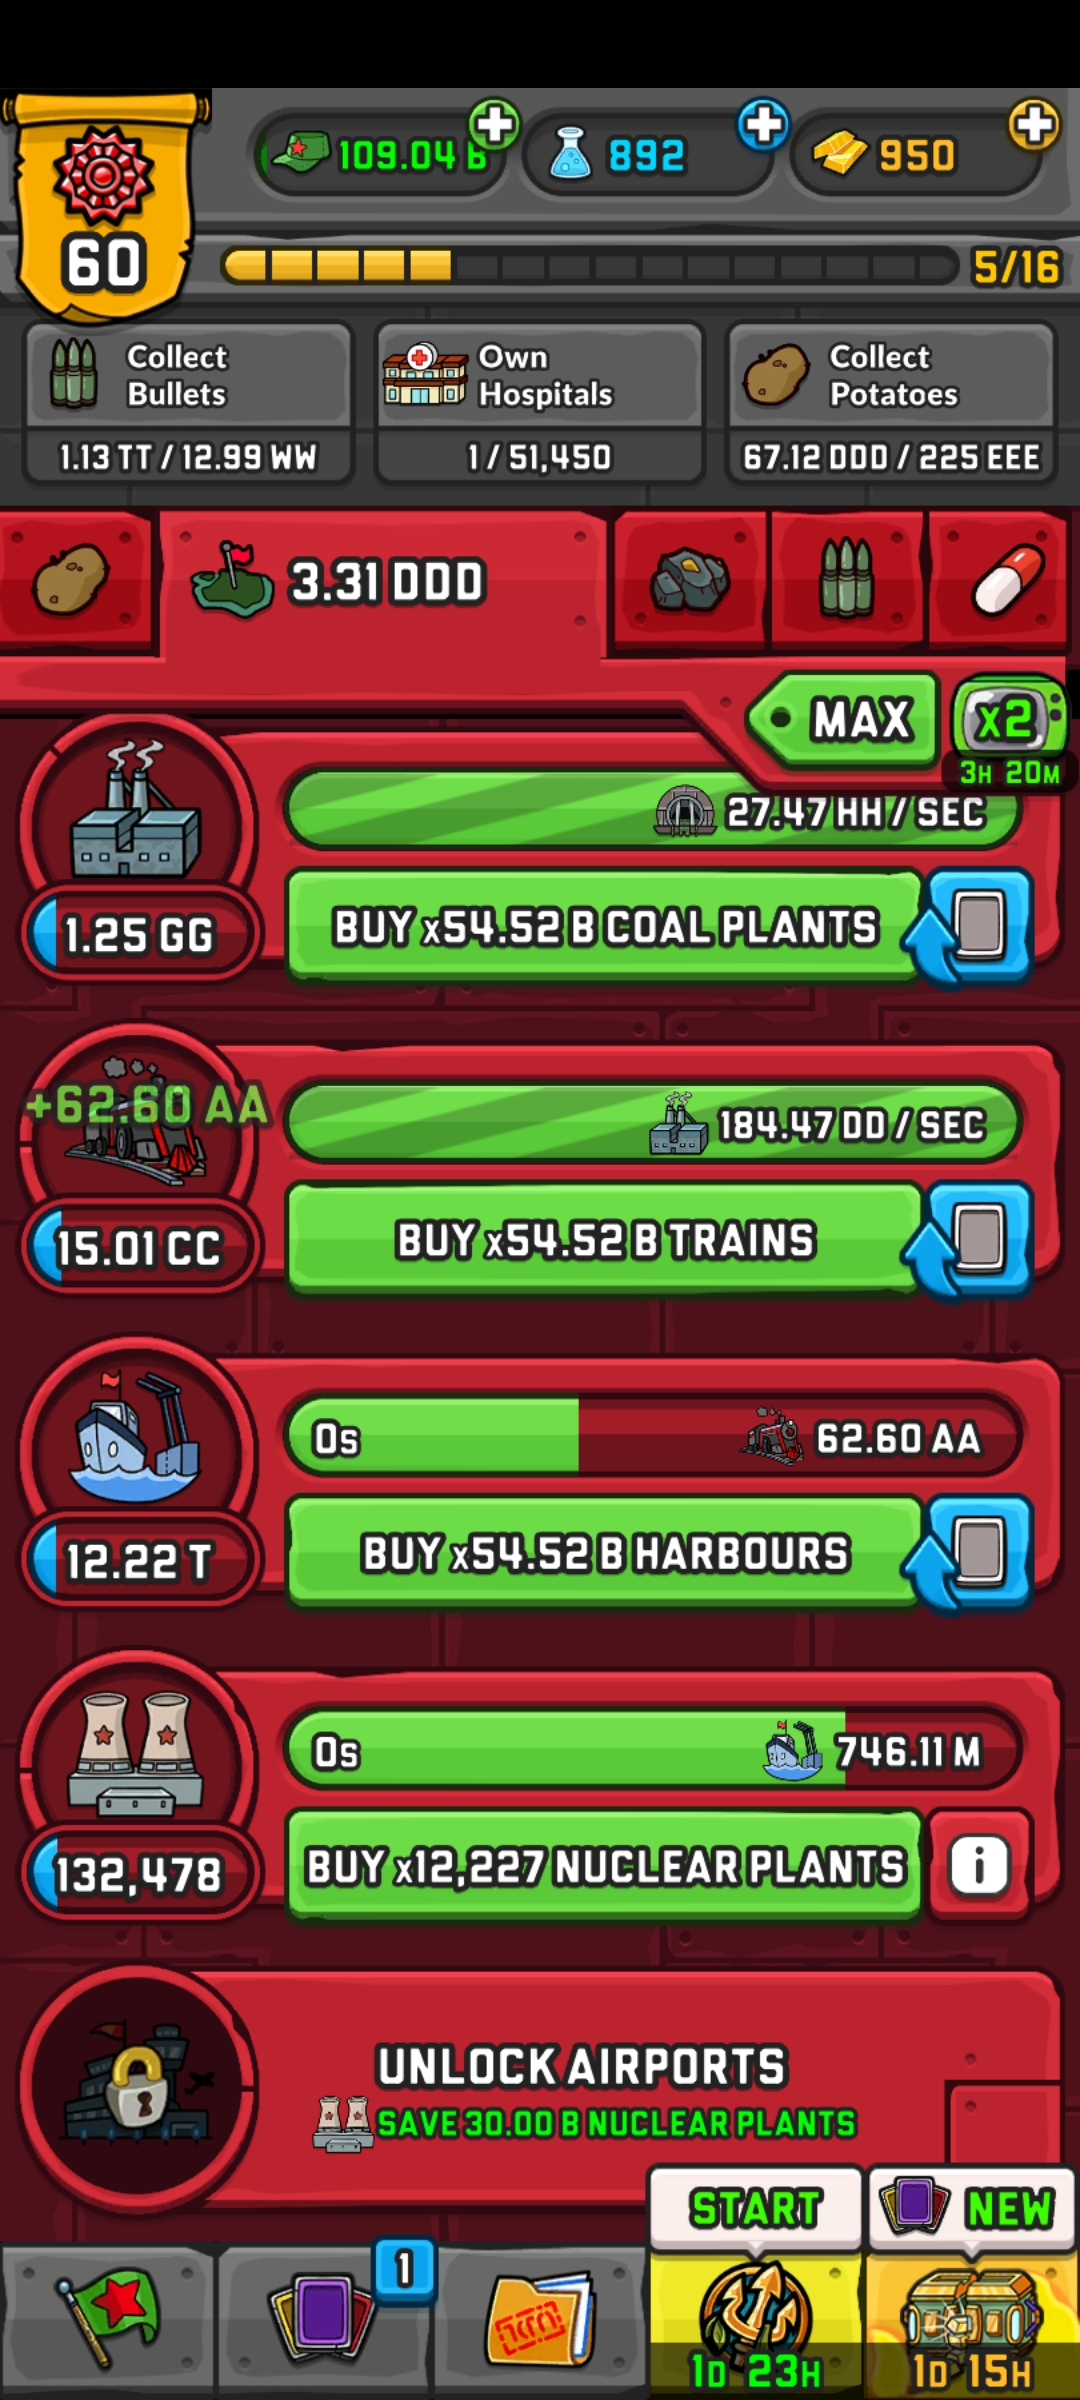 109.04 B
892
950
60
5/16
Collect
Bullets
1.13 TT / 12.99 WW
Own
Hospitals
1 / 51,450
Collect
Potatoes
67.12 DDD / 225 EEE
3.31 DDD
MAX
x2
3H 20M
27.47 HH / SEC
1.25 GG
BUY x54.52 B COAL PLANTS
+62.60 AA
184.47 DD / SEC
15.01 CC
BUY x54.52 B TRAINS
0s
62.60 AA
12.22 T
BUY x54.52 B HARBOURS
0s
746.11 M
132,478
BUY x12,227 NUCLEAR PLANTS
i
UNLOCK AIRPORTS
SAVE 30.00 B NUCLEAR PLANTS
START
NEW
1
1D 23H
1D 15H